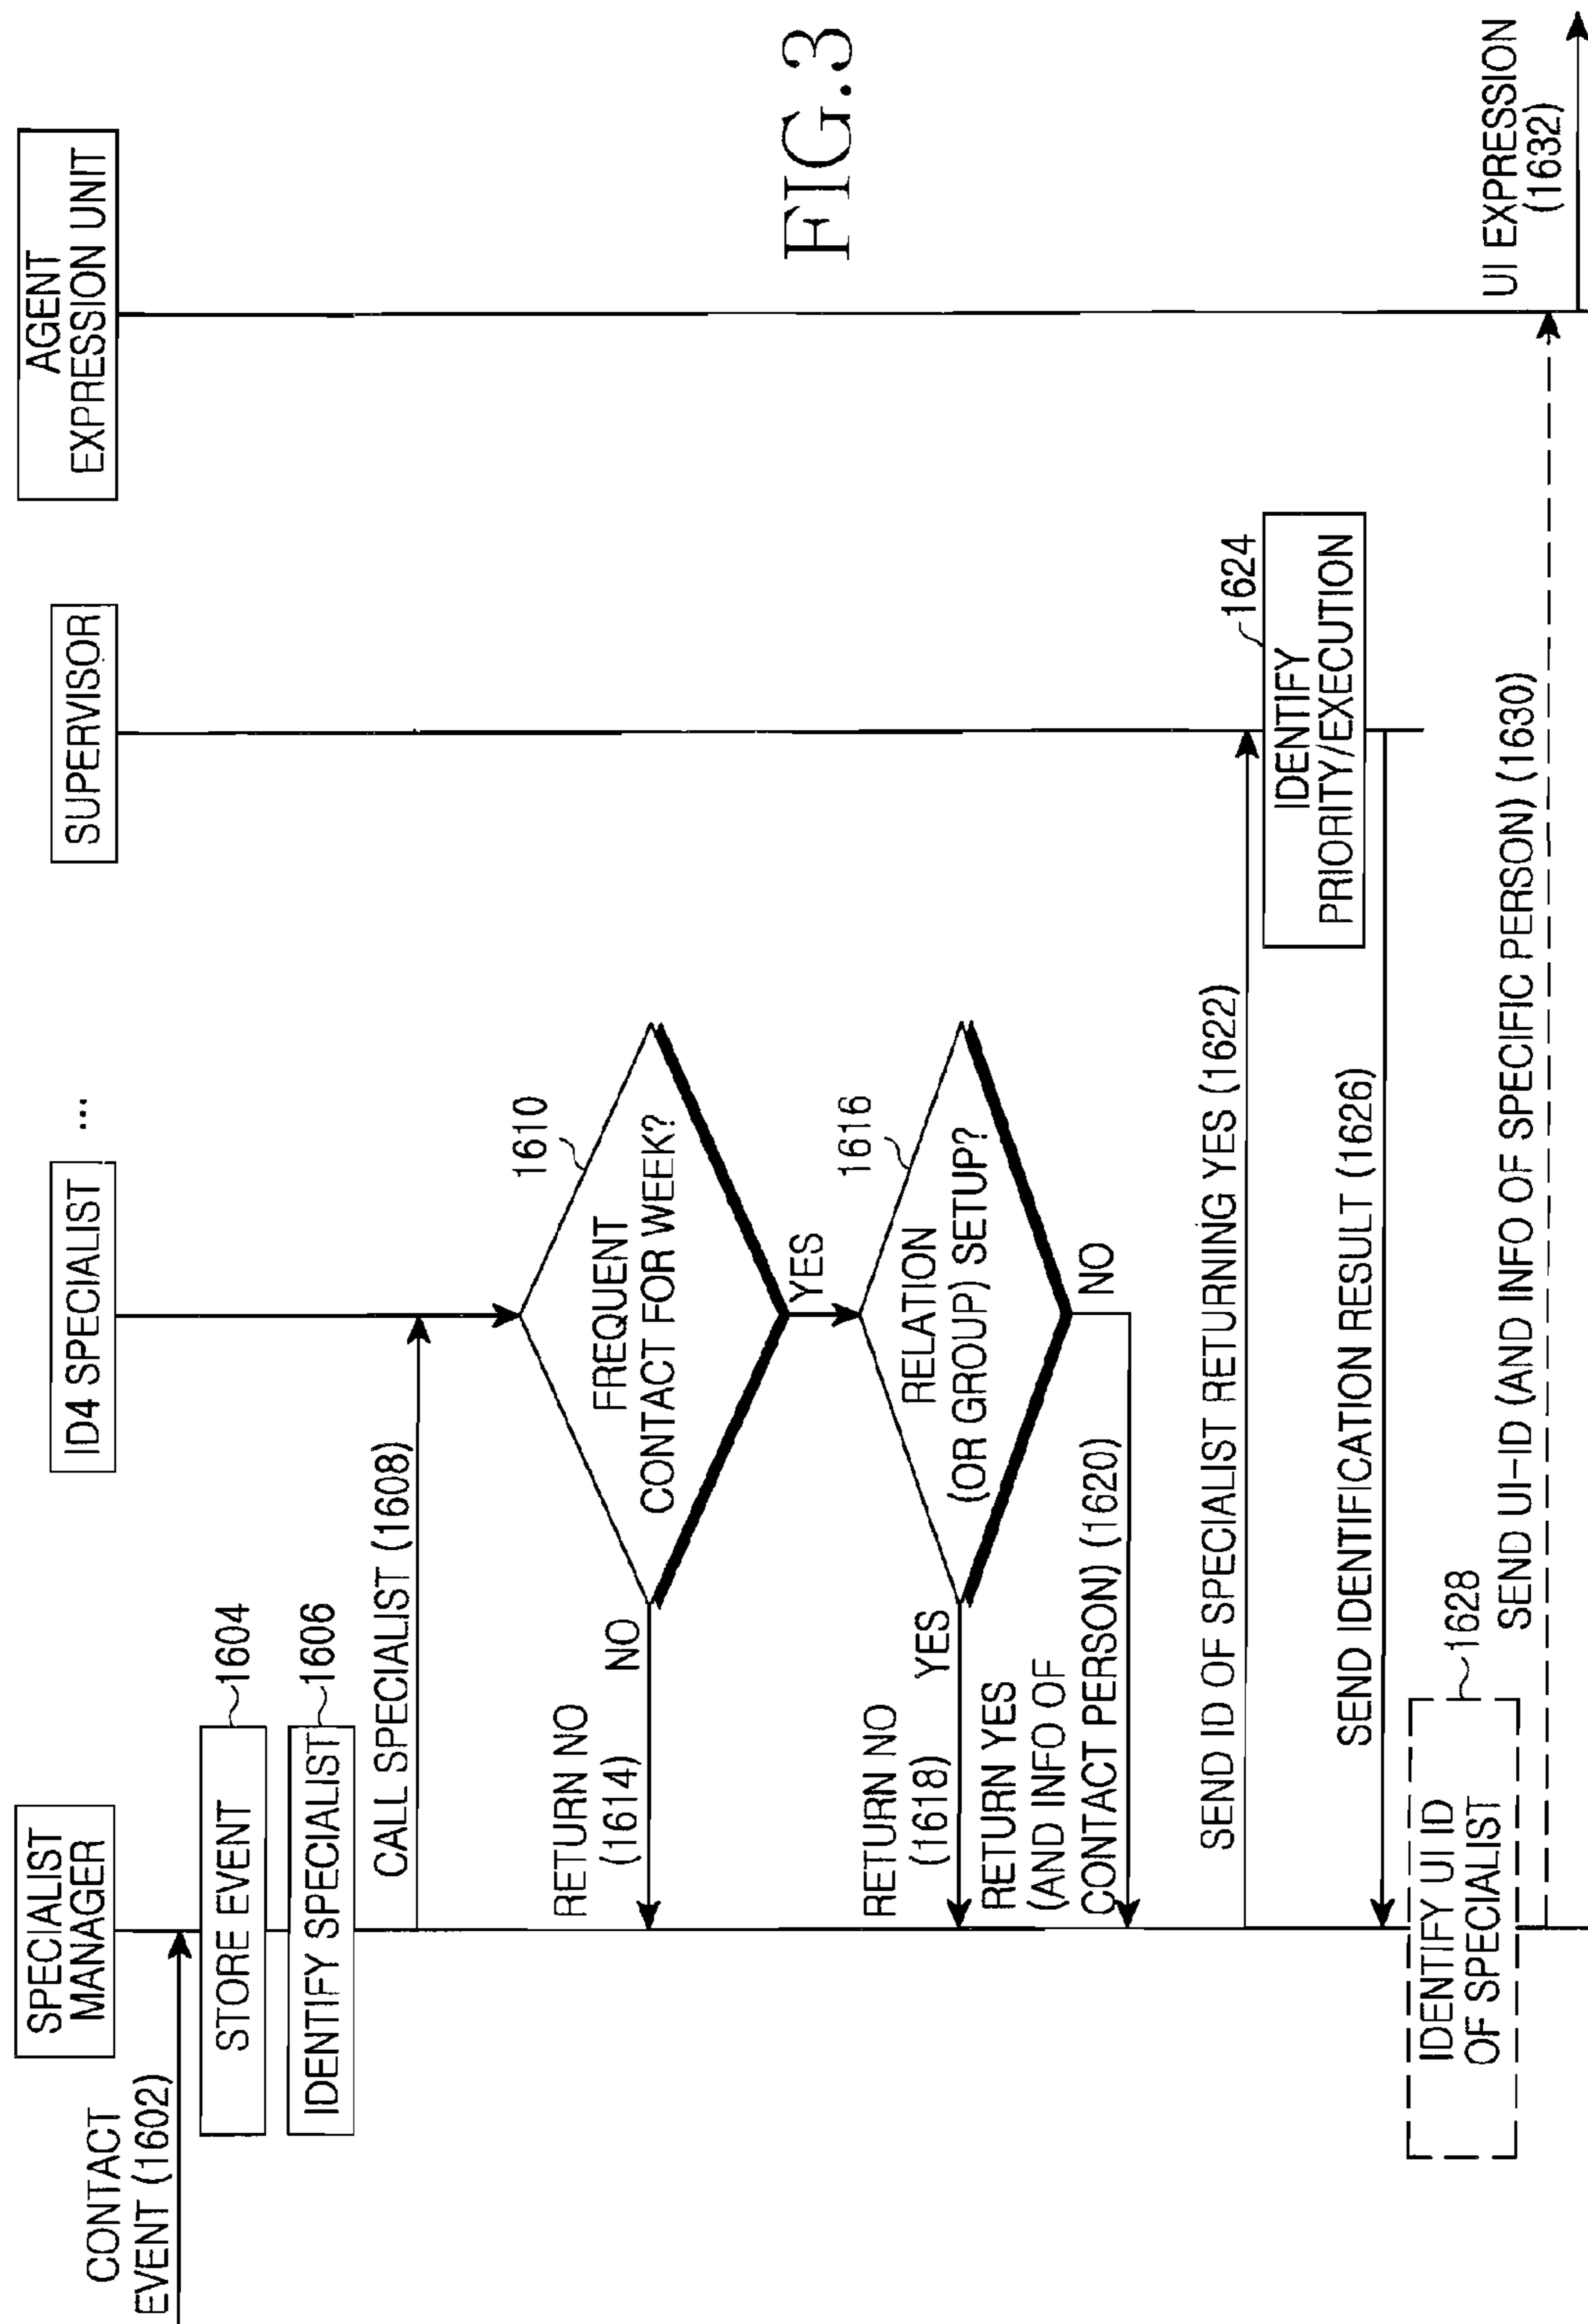 SPECIALIST
MANAGER
ID4 SPECIALIST ...
SUPERVISOR
AGENT
EXPRESSION UNIT
CONTACT
EVENT (1602)
STORE EVENT
1604
IDENTIFY SPECIALIST
1606
CALL SPECIALIST (1608)
1610
FREQUENT
CONTACT FOR WEEK?
NO
RETURN NO
(1614)
YES
1616
RELATION
(OR GROUP) SETUP?
YES
RETURN NO
(1618)
NO
RETURN YES
(AND INFO OF
CONTACT PERSON) (1620)
SEND ID OF SPECIALIST RETURNING YES (1622)
1624
IDENTIFY
PRIORITY/EXECUTION
SEND IDENTIFICATION RESULT (1626)
IDENTIFY UI ID
OF SPECIALIST
1628
SEND UI-ID (AND INFO OF SPECIFIC PERSON) (1630)
UI EXPRESSION
(1632)
FIG.3